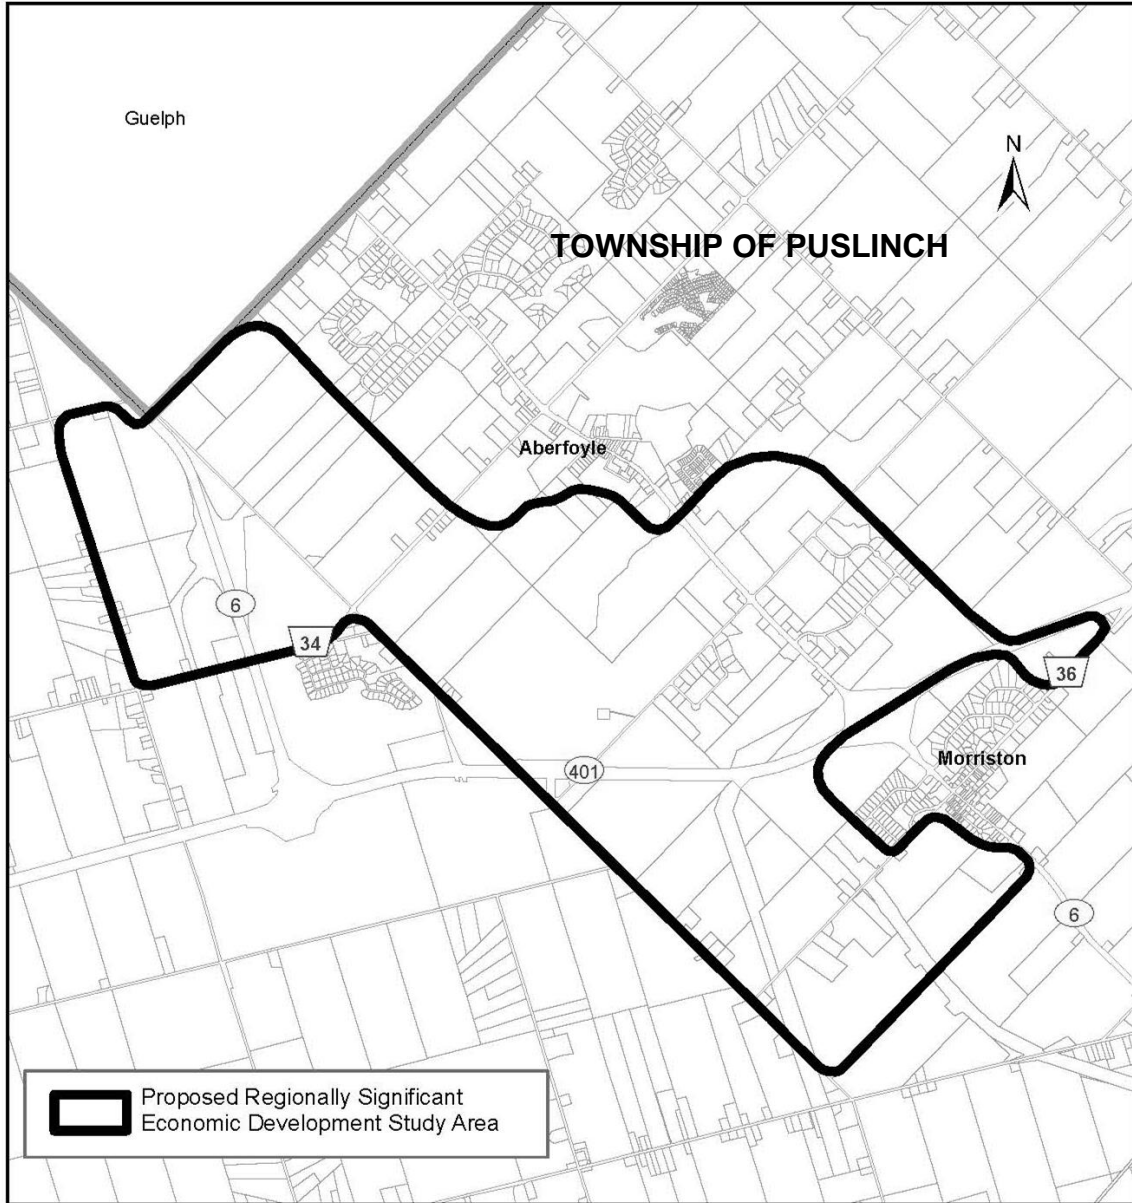 Guelph
N
TOWNSHIP OF PUSLINCH
Aberfoyle
6
34
36
Morriston
401
6
Proposed Regionally Significant
Economic Development Study Area